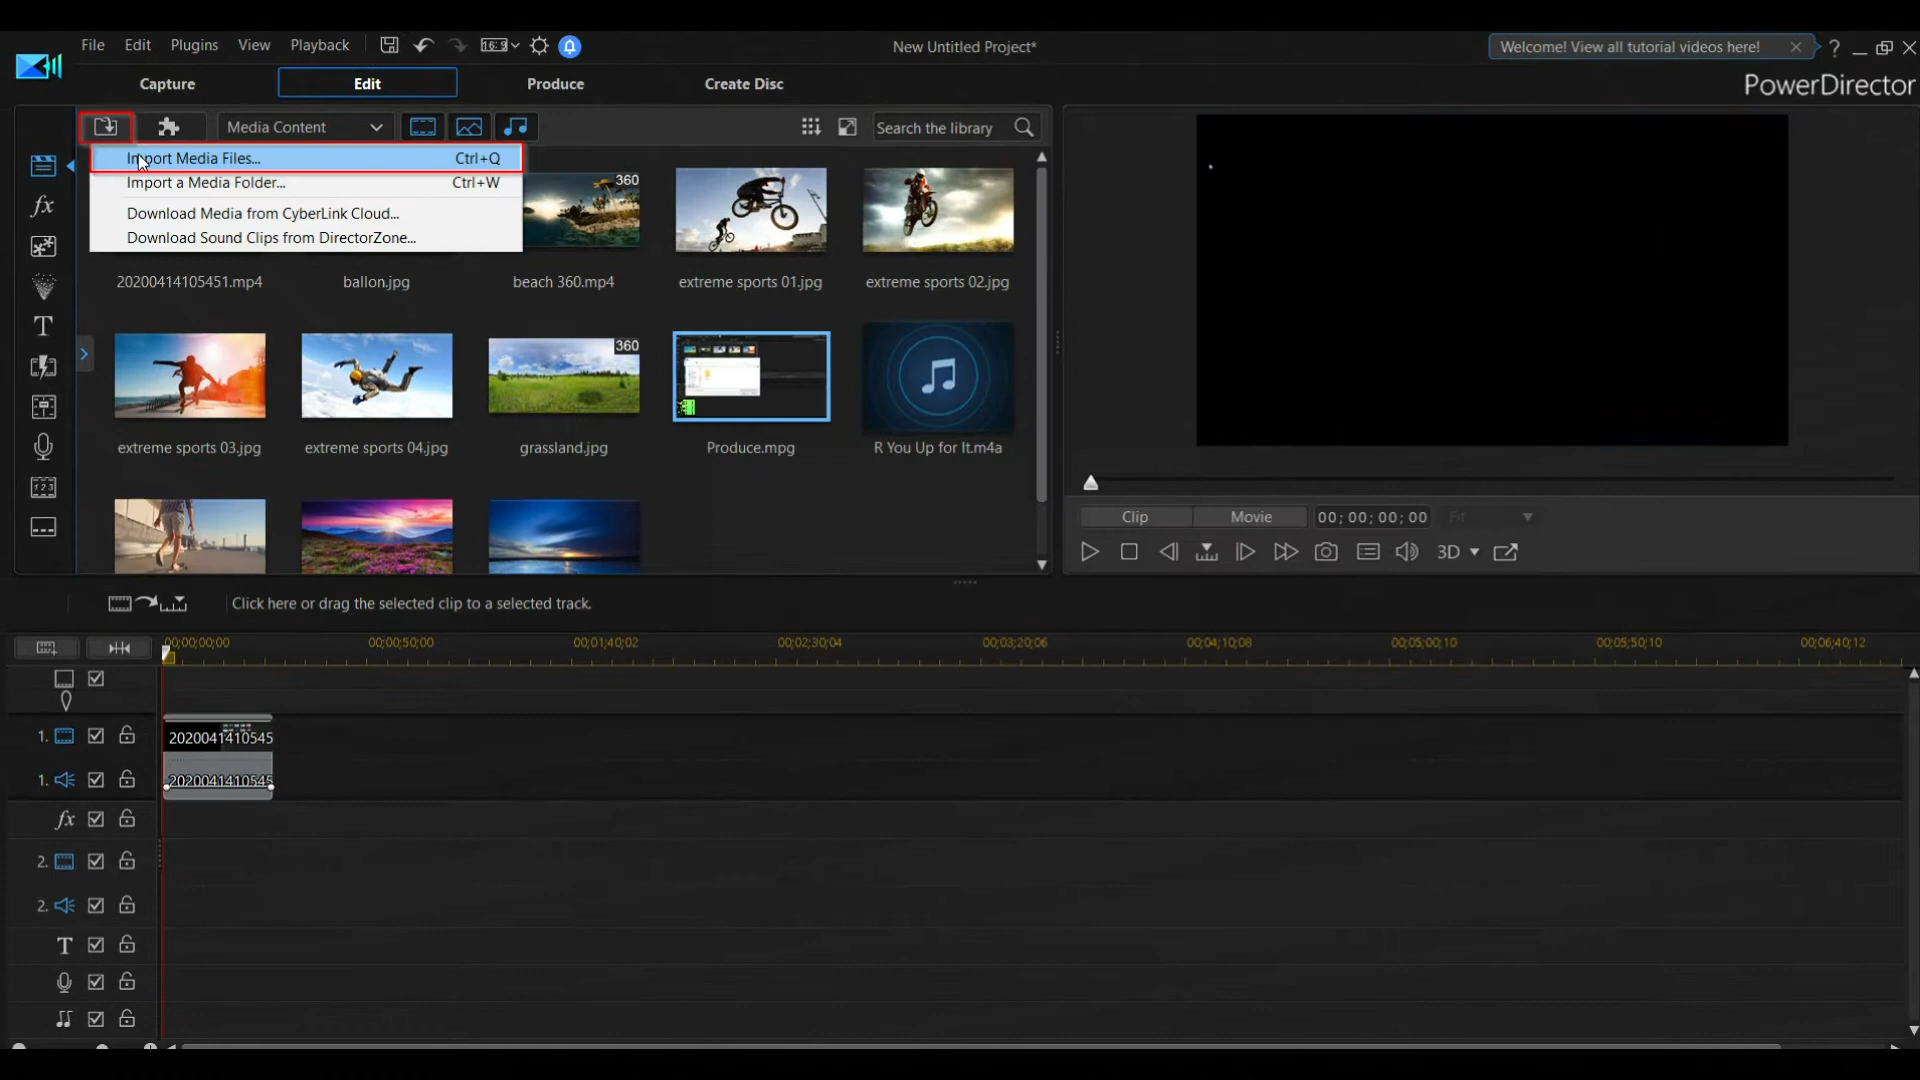 File Edit Plugins View Playback 16:9 New Untitled Project* Welcome! View all tutorial videos here! ?
Capture Edit Produce Create Disc PowerDirector
Media Content Search the library
Import Media Files... Ctrl+Q
Import a Media Folder... Ctrl+W
Download Media from CyberLink Cloud...
Download Sound Clips from DirectorZone...
360
20200414105451.mp4 ballon.jpg beach 360.mp4 extreme sports 01.jpg extreme sports 02.jpg
360
extreme sports 03.jpg extreme sports 04.jpg grassland.jpg Produce.mpg R You Up for It.m4a
Clip Movie 00; 00; 00; 00 Fit
3D
Click here or drag the selected clip to a selected track.
00;00;00;00 00;00;50;00 00;01;40;02 00;02;30;04 00;03;20;06 00;04;10;08 00;05;00;10 00;05;50;10 00;06;40;12
1. 2020041410545
1. 2020041410545
fx
2.
2.
T